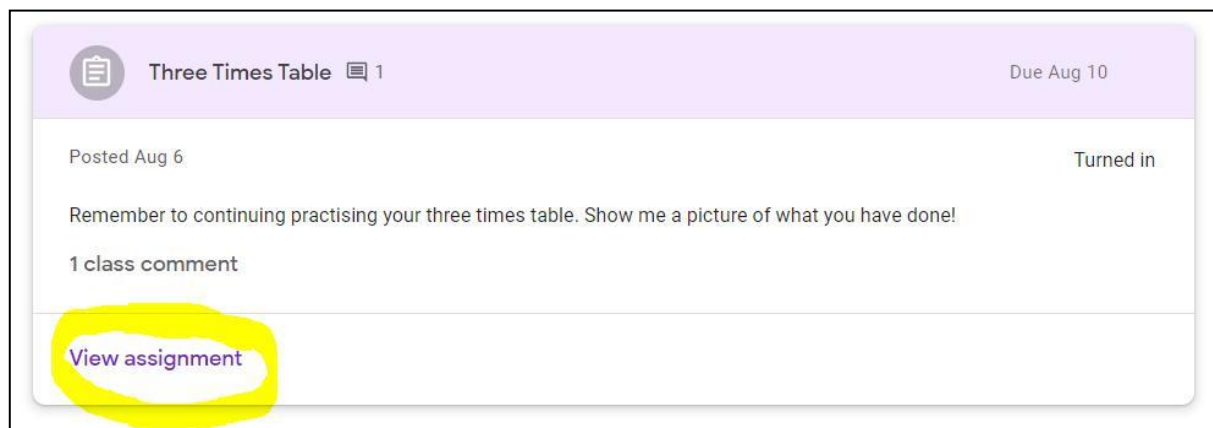 Three Times Table 1 Due Aug 10
Posted Aug 6 Turned in
Remember to continuing practising your three times table. Show me a picture of what you have done!
1 class comment
View assignment